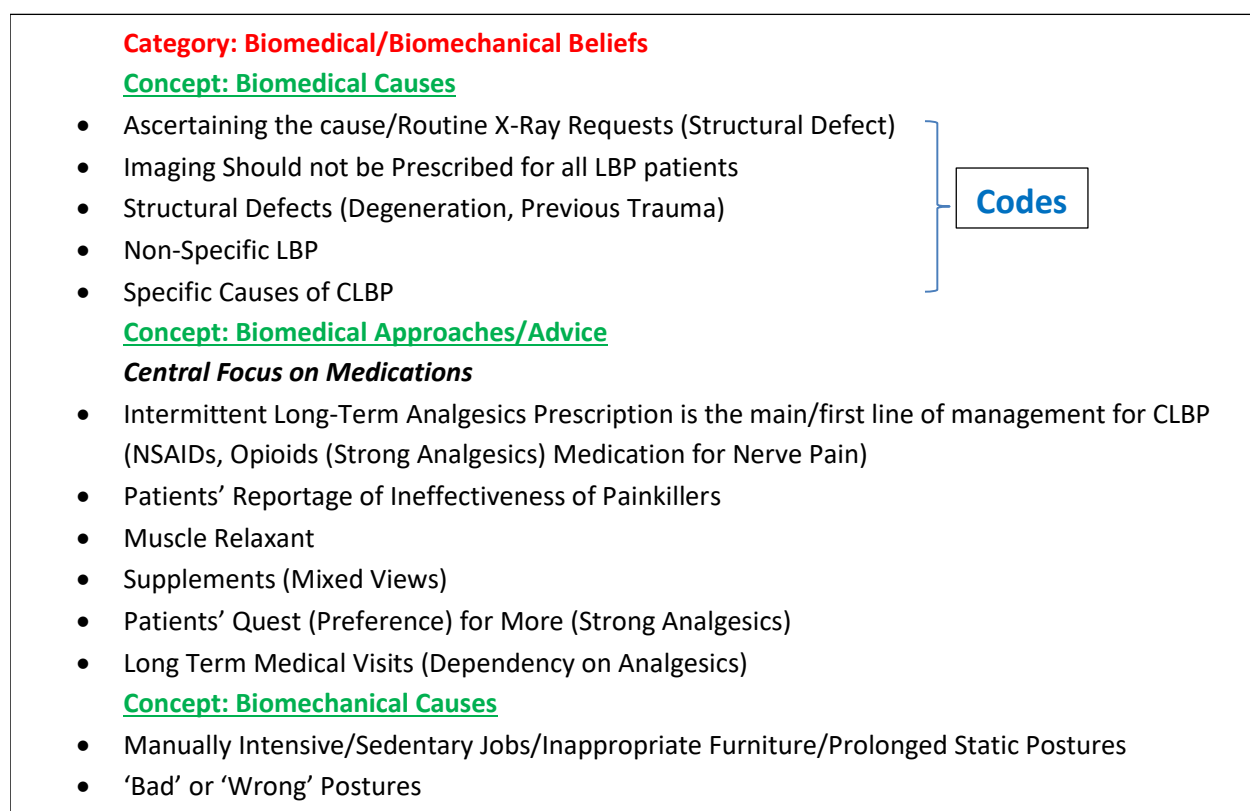 Category: Biomedical/Biomechanical Beliefs
Concept: Biomedical Causes
• Ascertaining the cause/Routine X-Ray Requests (Structural Defect)
• Imaging Should not be Prescribed for all LBP patients
• Structural Defects (Degeneration, Previous Trauma)
• Non-Specific LBP
• Specific Causes of CLBP
Codes
Concept: Biomedical Approaches/Advice
Central Focus on Medications
• Intermittent Long-Term Analgesics Prescription is the main/first line of management for CLBP
(NSAIDs, Opioids (Strong Analgesics) Medication for Nerve Pain)
• Patients’ Reportage of Ineffectiveness of Painkillers
• Muscle Relaxant
• Supplements (Mixed Views)
• Patients’ Quest (Preference) for More (Strong Analgesics)
• Long Term Medical Visits (Dependency on Analgesics)
Concept: Biomechanical Causes
• Manually Intensive/Sedentary Jobs/Inappropriate Furniture/Prolonged Static Postures
• ‘Bad’ or ‘Wrong’ Postures